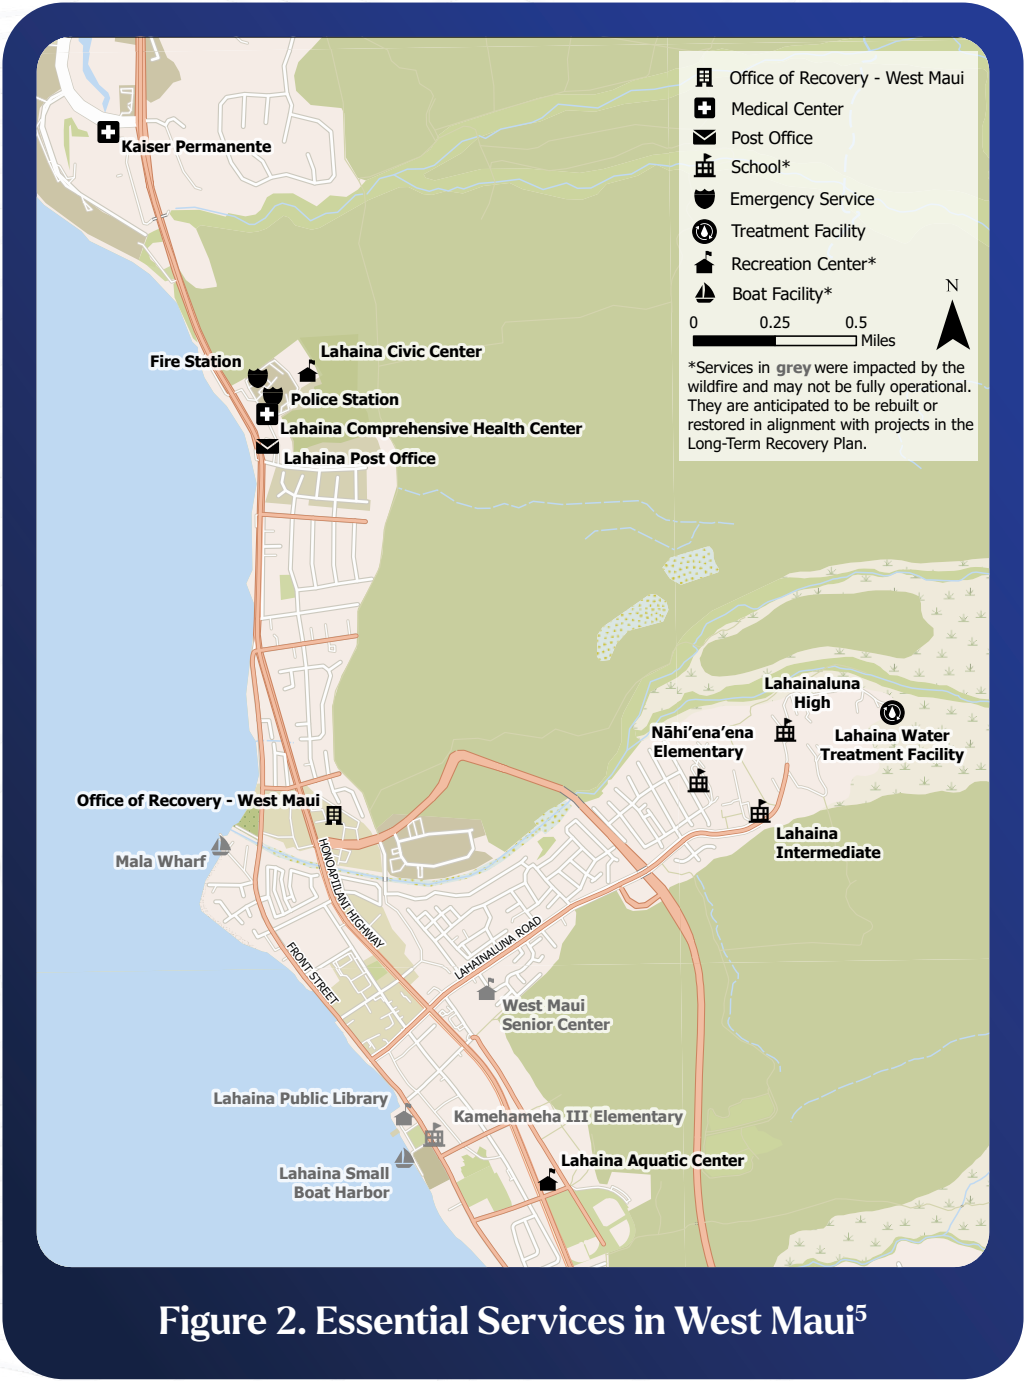 Office of Recovery - West Maui
Medical Center
Post Office
School*
Emergency Service
Treatment Facility
Recreation Center*
Boat Facility*
N
0 0.25 0.5
Miles
*Services in grey were impacted by the
wildfire and may not be fully operational.
They are anticipated to be rebuilt or
restored in alignment with projects in the
Long-Term Recovery Plan.
Kaiser Permanente
Fire Station
Lahaina Civic Center
Police Station
Lahaina Comprehensive Health Center
Lahaina Post Office
Lahainaluna
High
Nāhi’ena’ena
Elementary
Lahaina Water
Treatment Facility
Office of Recovery - West Maui
Lahaina
Intermediate
Mala Wharf
HONOAPIILANI HIGHWAY
LAHAINALUNA ROAD
FRONT STREET
West Maui
Senior Center
Lahaina Public Library
Kamehameha III Elementary
Lahaina Small
Boat Harbor
Lahaina Aquatic Center
Figure 2. Essential Services in West Maui5